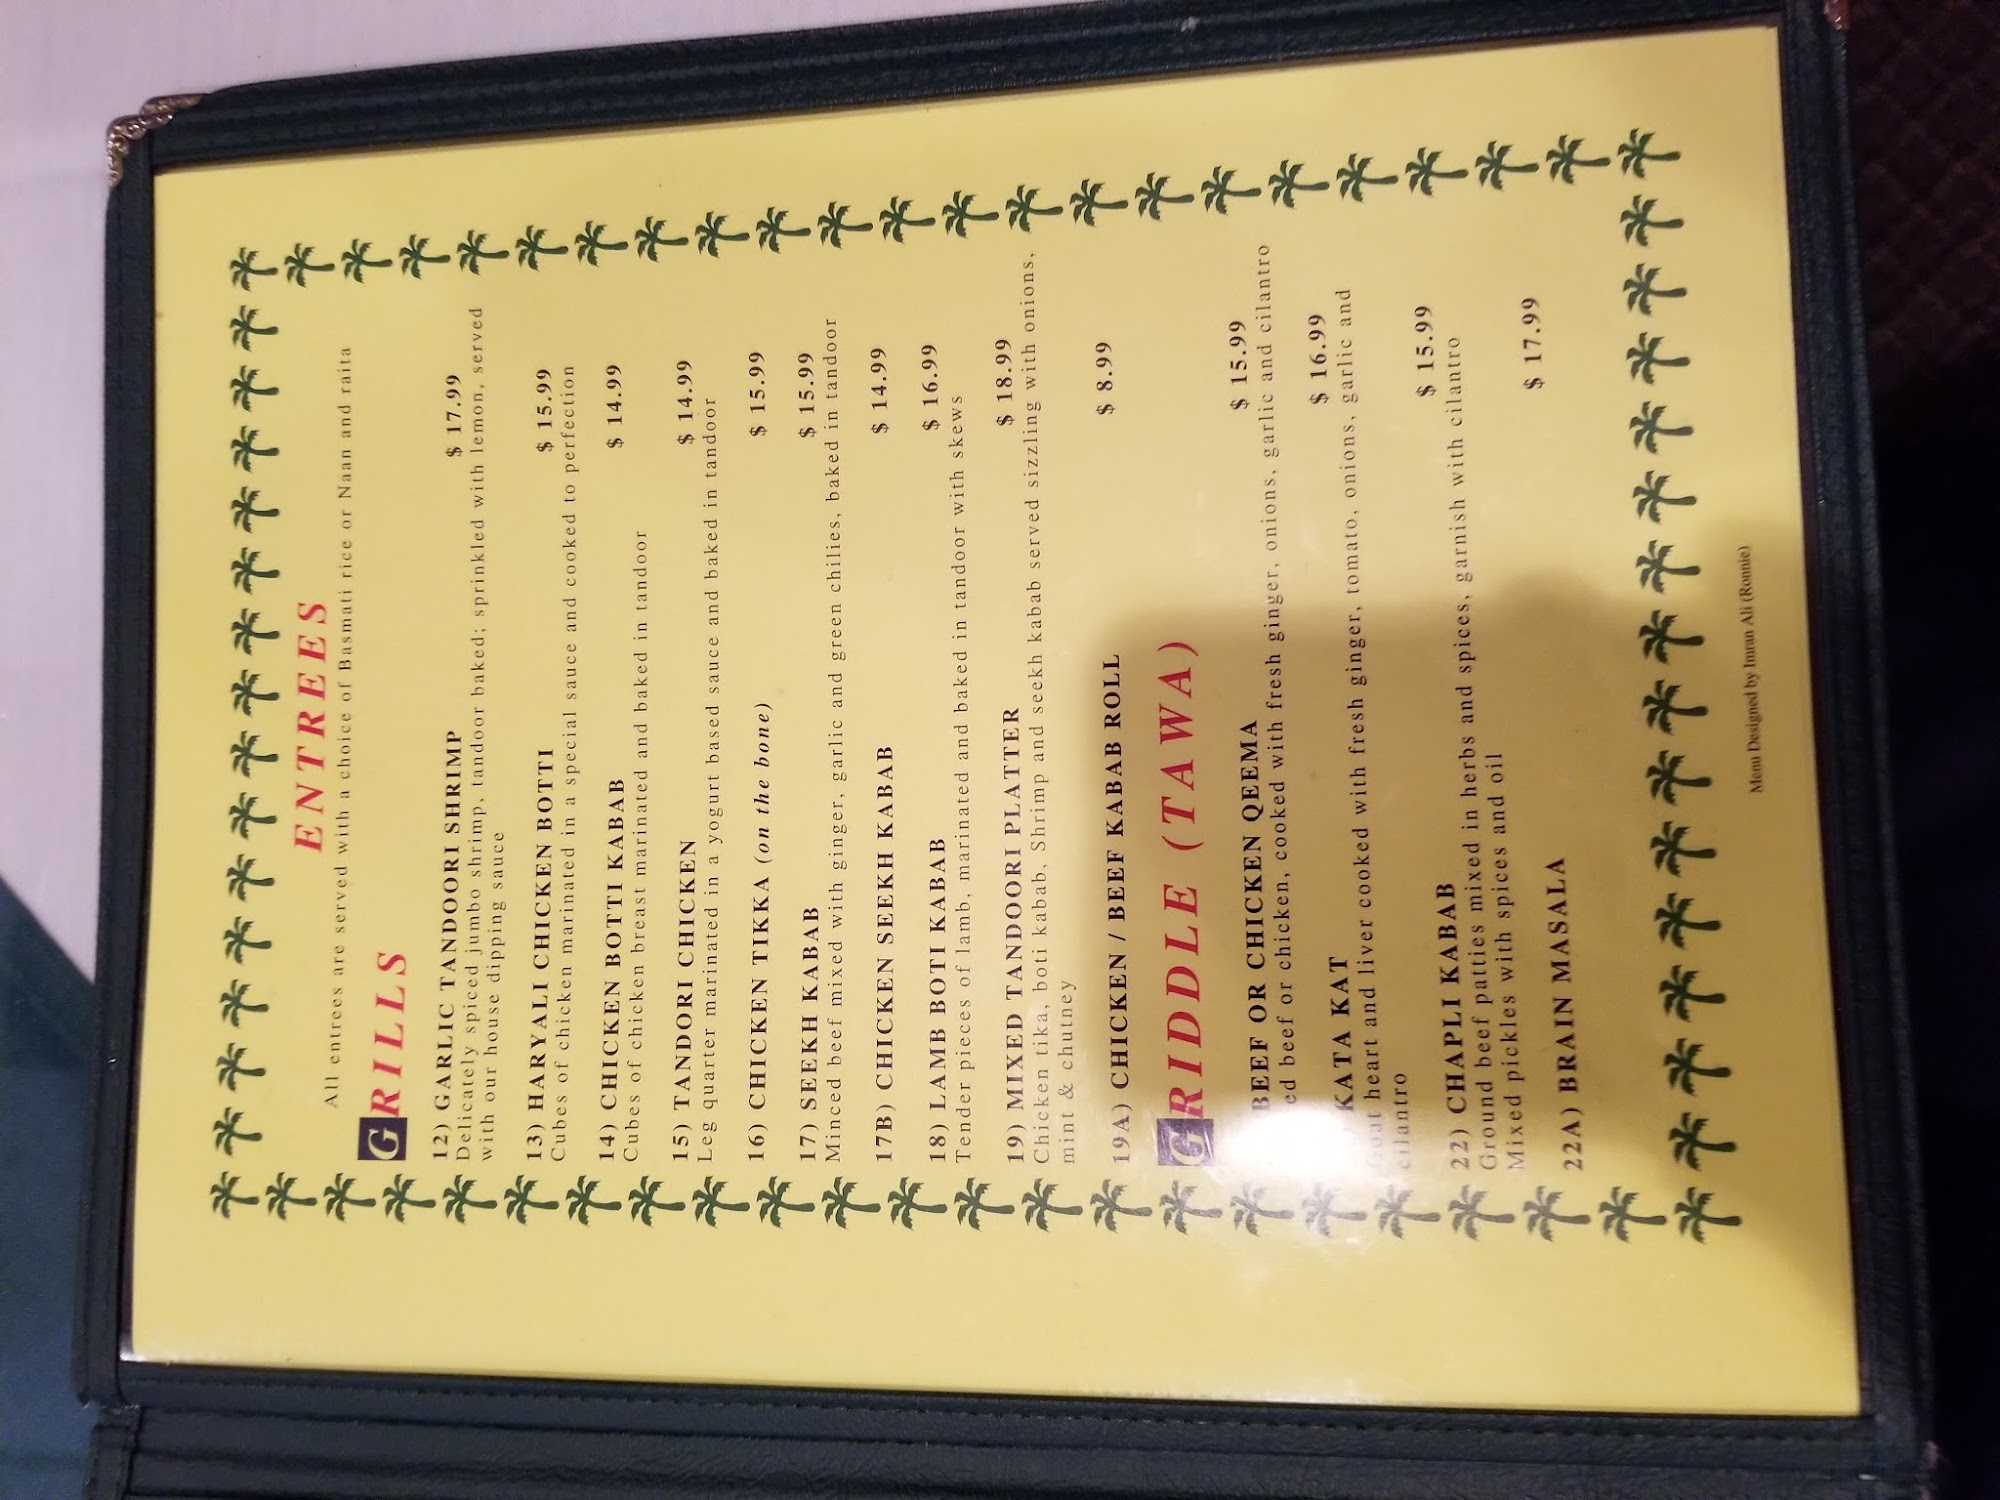 ENTREES
All entrees are served with a choice of Basmati rice or Naan and raita
GRILLS
12) GARLIC TANDOORI SHRIMP $ 17.99
Delicately spiced jumbo shrimp, tandoor baked; sprinkled with lemon, served
with our house dipping sauce
13) HARYALI CHICKEN BOTTI $ 15.99
Cubes of chicken marinated in a special sauce and cooked to perfection
14) CHICKEN BOTTI KABAB $ 14.99
Cubes of chicken breast marinated and baked in tandoor
15) TANDORI CHICKEN $ 14.99
Leg quarter marinated in a yogurt based sauce and baked in tandoor
16) CHICKEN TIKKA (on the bone) $ 15.99
17) SEEKH KABAB $ 15.99
Minced beef mixed with ginger, garlic and green chilies, baked in tandoor
17B) CHICKEN SEEKH KABAB $ 14.99
18) LAMB BOTI KABAB $ 16.99
Tender pieces of lamb, marinated and baked in tandoor with skews
19) MIXED TANDOORI PLATTER $ 18.99
Chicken tika, boti kabab, Shrimp and seekh kabab served sizzling with onions,
mint & chutney
19A) CHICKEN / BEEF KABAB ROLL $ 8.99
GRIDDLE (TAWA)
BEEF OR CHICKEN QEEMA $ 15.99
beef or chicken, cooked with fresh ginger, onions, garlic and cilantro
KATA KAT $ 16.99
Goat heart and liver cooked with fresh ginger, tomato, onions, garlic and
cilantro
22) CHAPLI KABAB $ 15.99
Ground beef patties mixed in herbs and spices, garnish with cilantro
Mixed pickles with spices and oil
22A) BRAIN MASALA $ 17.99
Menu Designed by Imran Ali (Ronnie)